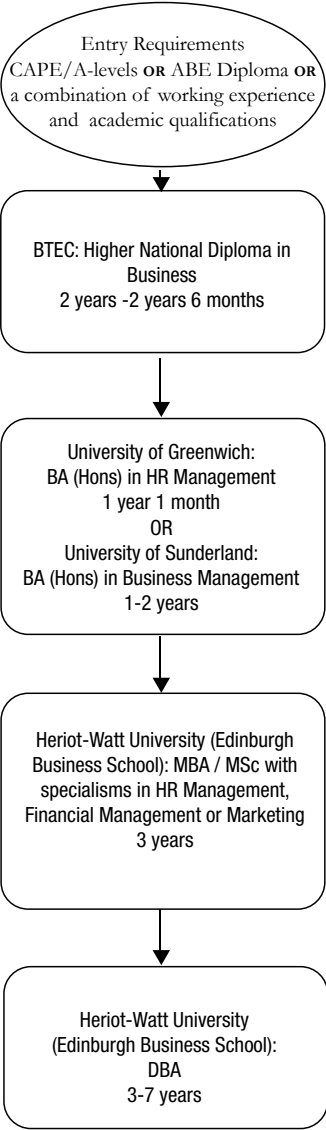 Entry Requirements
CAPE/A-levels OR ABE Diploma OR
a combination of working experience
and academic qualifications
BTEC: Higher National Diploma in
Business
2 years -2 years 6 months
University of Greenwich:
BA (Hons) in HR Management
1 year 1 month
OR
University of Sunderland:
BA (Hons) in Business Management
1-2 years
Heriot-Watt University (Edinburgh
Business School): MBA / MSc with
specialisms in HR Management,
Financial Management or Marketing
3 years
Heriot-Watt University
(Edinburgh Business School):
DBA
3-7 years